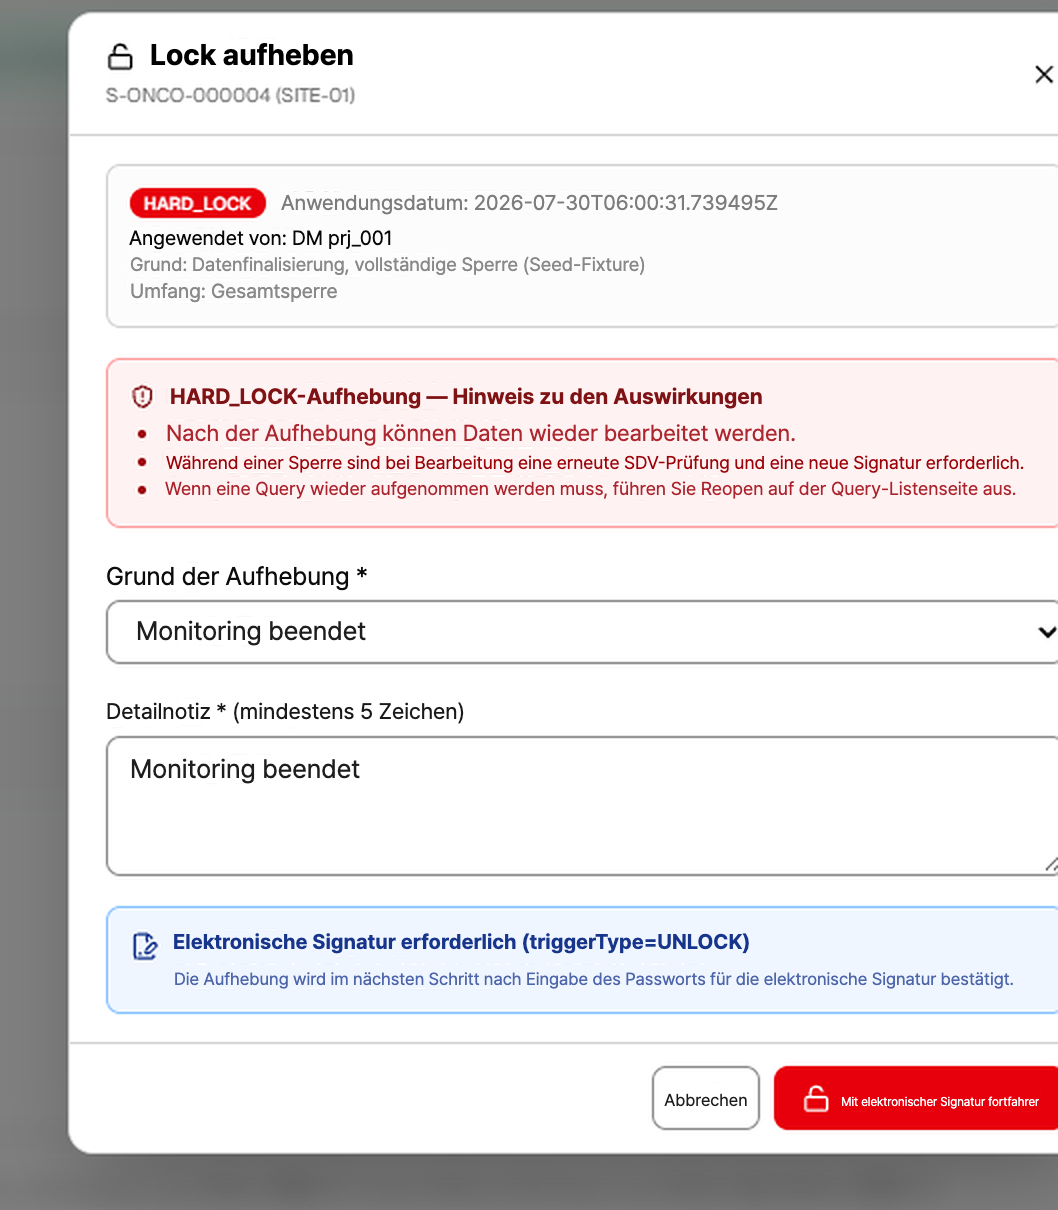 Lock aufheben
S-ONCO-000004 (SITE-01)
HARD_LOCK Anwendungsdatum: 2026-07-30T06:00:31.739495Z
Angewendet von: DM prj_001
Grund: Datenfinalisierung, vollständige Sperre (Seed-Fixture)
Umfang: Gesamtsperre
HARD_LOCK-Aufhebung — Hinweis zu den Auswirkungen
• Nach der Aufhebung können Daten wieder bearbeitet werden.
• Während einer Sperre sind bei Bearbeitung eine erneute SDV-Prüfung und eine neue Signatur erforderlich.
• Wenn eine Query wieder aufgenommen werden muss, führen Sie Reopen auf der Query-Listenseite aus.
Grund der Aufhebung *
Monitoring beendet
Detailnotiz * (mindestens 5 Zeichen)
Monitoring beendet
Elektronische Signatur erforderlich (triggerType=UNLOCK)
Die Aufhebung wird im nächsten Schritt nach Eingabe des Passworts für die elektronische Signatur bestätigt.
Abbrechen
Mit elektronischer Signatur fortfahrer